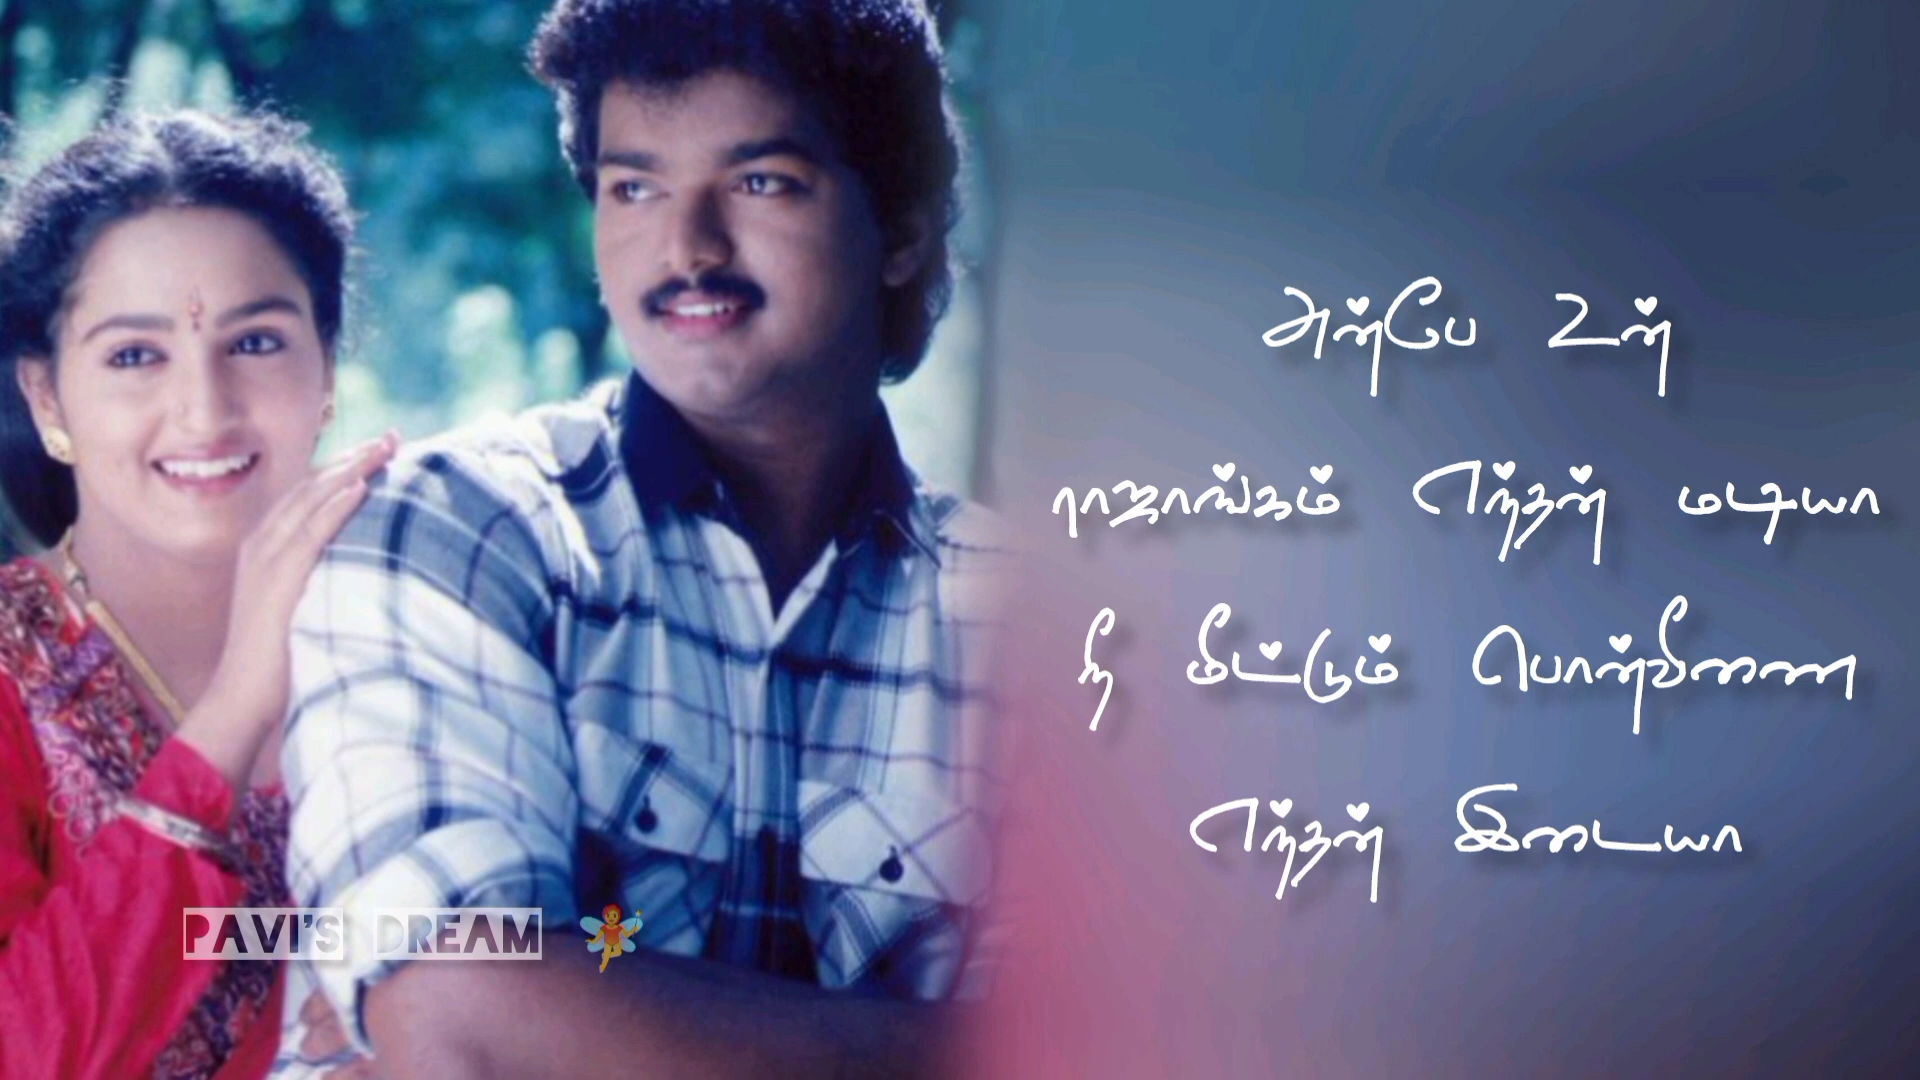 அன்பே உன்
ராஜாங்கம் எந்தன் மடியா
நீ மீட்டும் பொன்வீணை
எந்தன் இடையா
PAVI'S DREAM